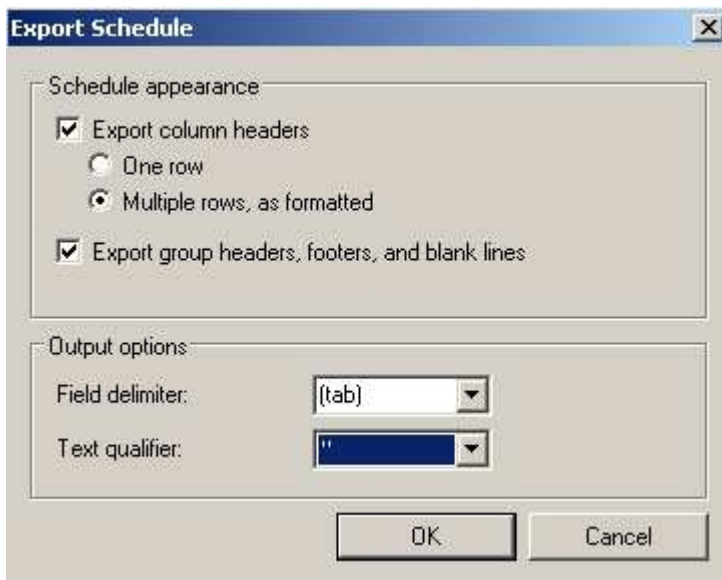 Export Schedule
Schedule appearance
Export column headers
One row
Multiple rows, as formatted
Export group headers, footers, and blank lines
Output options
Field delimiter: (tab)
Text qualifier: "
OK Cancel